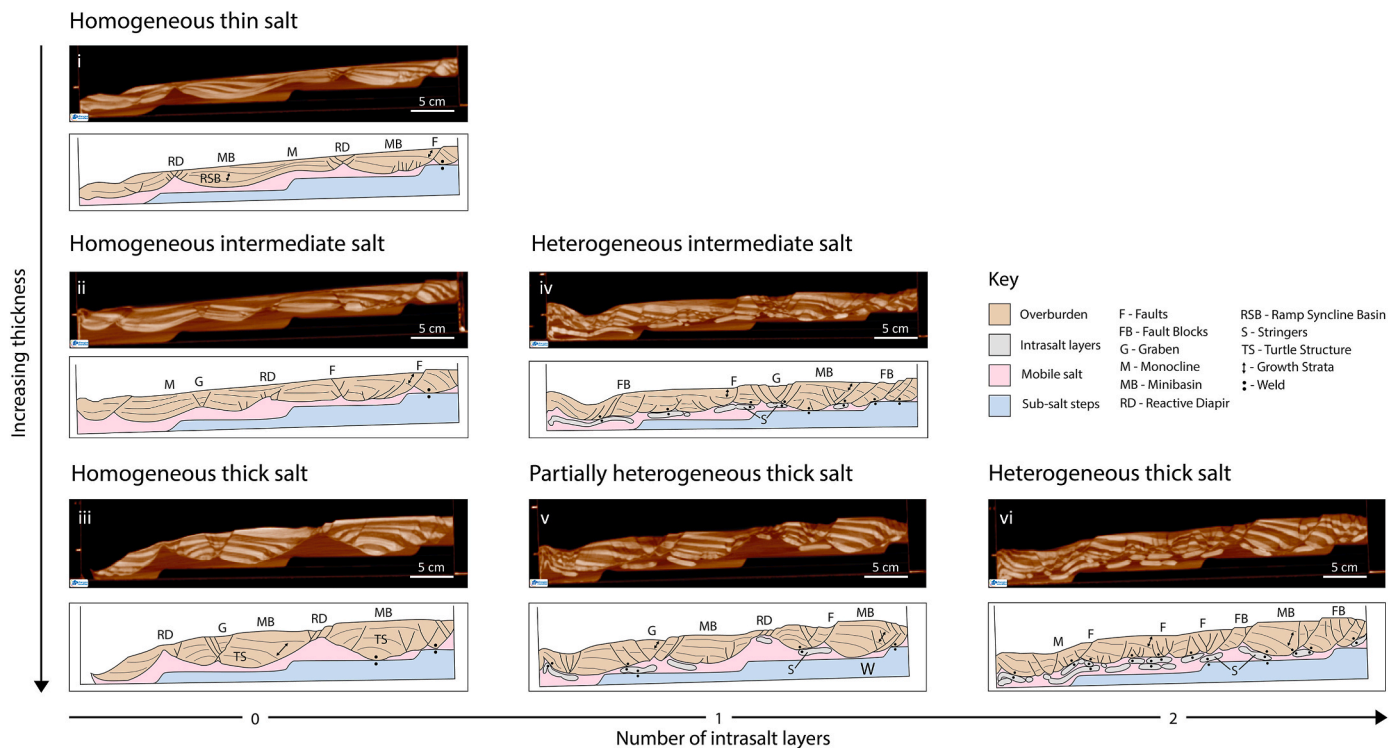 Homogeneous thin salt
i
5 cm
RD MB M RD MB F
RSB
Homogeneous intermediate salt
ii
5 cm
M G RD F F
Heterogeneous intermediate salt
iv
5 cm
FB F G MB FB
S
Key
Overburden
Intrasalt layers
Mobile salt
Sub-salt steps
F - Faults
FB - Fault Blocks
G - Graben
M - Monocline
MB - Minibasin
RD - Reactive Diapir
RSB - Ramp Syncline Basin
S - Stringers
TS - Turtle Structure
- Growth Strata
- Weld
Homogeneous thick salt
iii
5 cm
RD G MB RD MB
TS TS
Partially heterogeneous thick salt
v
5 cm
G MB RD F MB
S W
Heterogeneous thick salt
vi
5 cm
M F F F FB MB FB
S
Increasing thickness
0 1 2
Number of intrasalt layers